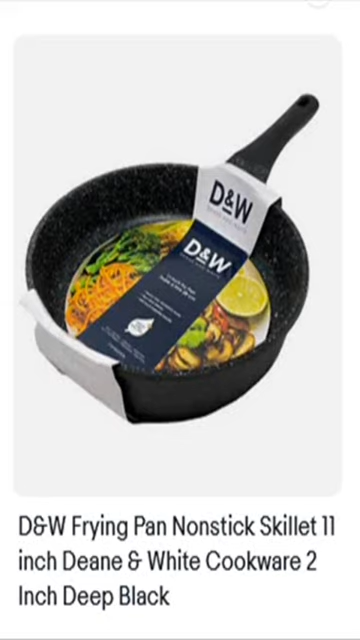 D&W
D&W
D&W Frying Pan Nonstick Skillet 11
inch Deane & White Cookware 2
Inch Deep Black